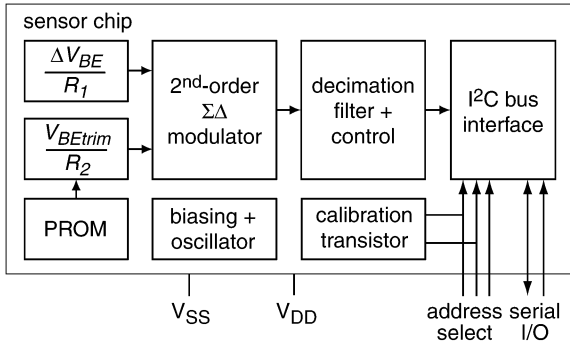 sensor chip
ΔV_BE
R_1
V_BEtrim
R_2
PROM
2nd-order
ΣΔ
modulator
biasing +
oscillator
decimation
filter +
control
calibration
transistor
I²C bus
interface
V_SS
V_DD
address
select
serial
I/O